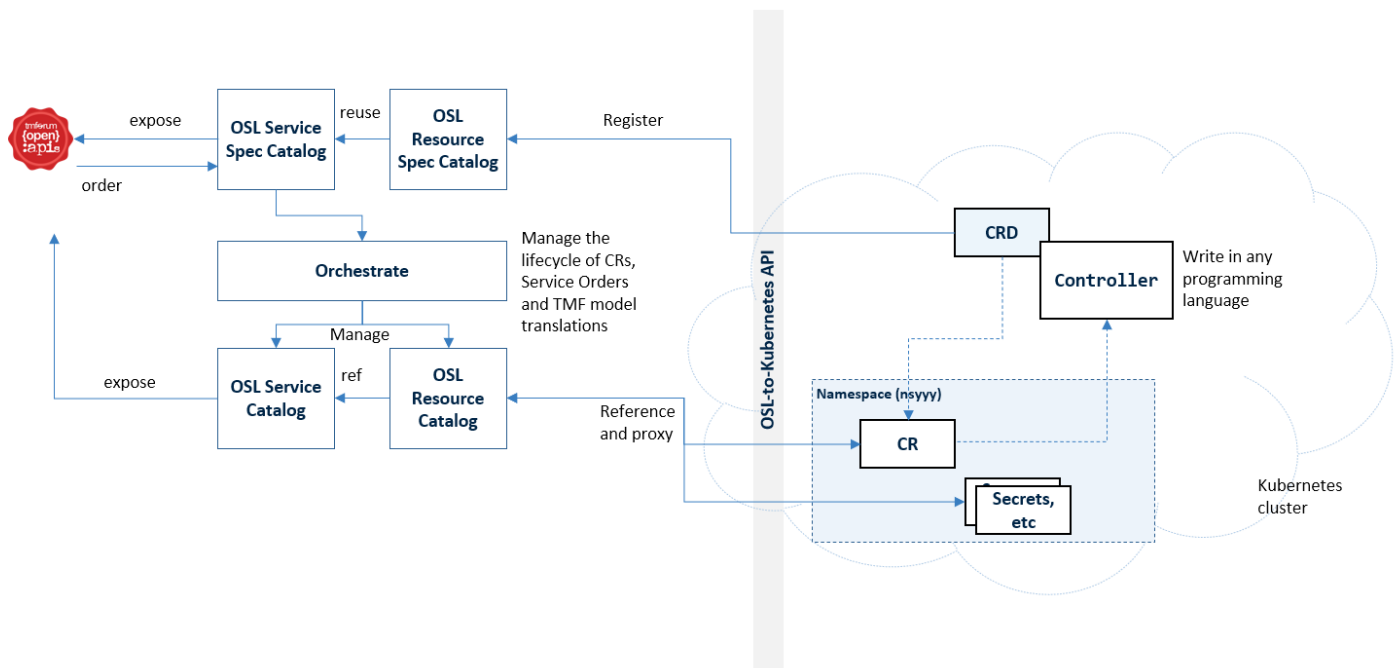 tmforum
{open}
:apis
expose
order
OSL Service
Spec Catalog
reuse
OSL
Resource
Spec Catalog
Register
Orchestrate
Manage the
lifecycle of CRs,
Service Orders
and TMF model
translations
Manage
expose
OSL Service
Catalog
ref
OSL
Resource
Catalog
Reference
and proxy
OSL-to-Kubernetes API
CRD
Controller
Write in any
programming
language
Namespace (nsyyy)
CR
Secrets,
etc
Kubernetes
cluster